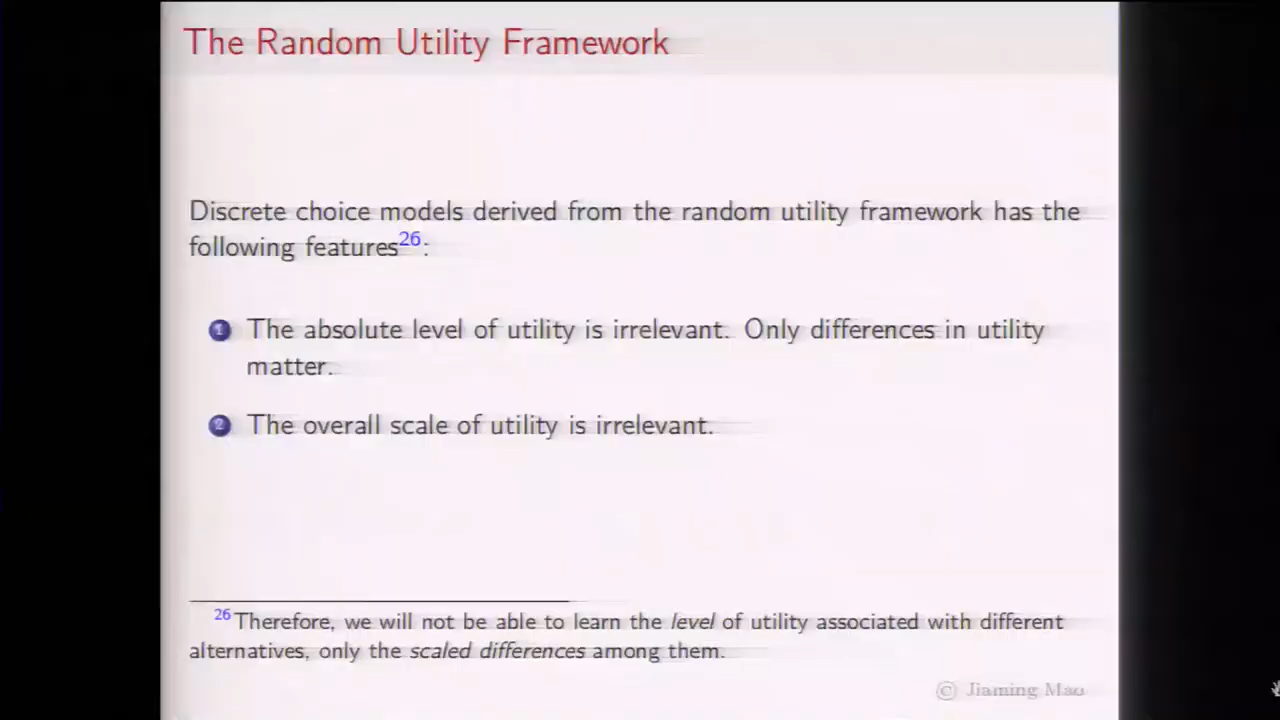 The Random Utility Framework
Discrete choice models derived from the random utility framework has the
following features26:
1 The absolute level of utility is irrelevant. Only differences in utility
matter.
2 The overall scale of utility is irrelevant.
26Therefore, we will not be able to learn the level of utility associated with different
alternatives, only the scaled differences among them.
© Jiaming Mao